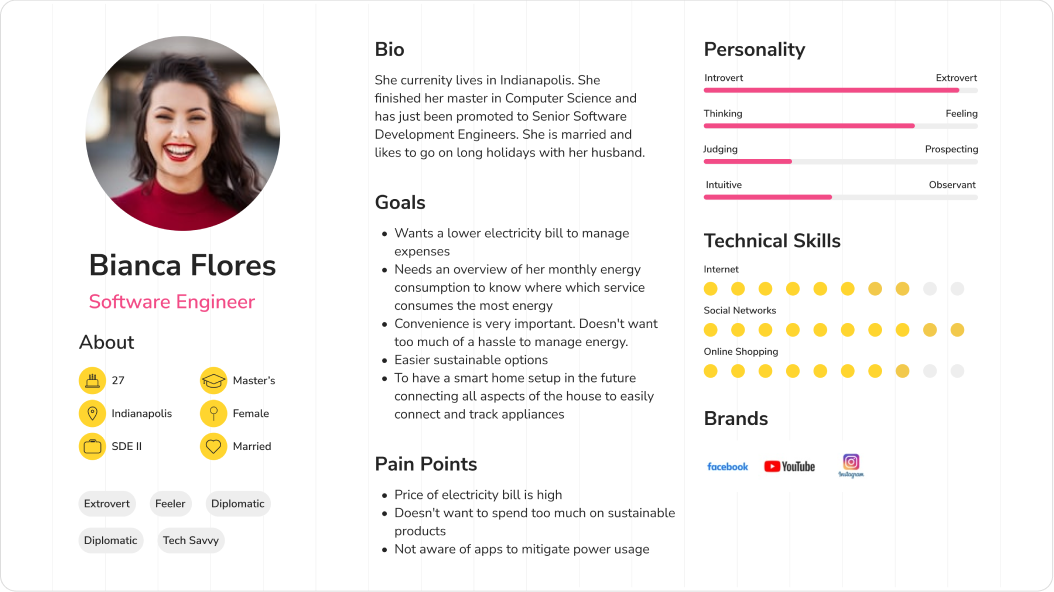 Bianca Flores
Software Engineer
About
27
Master's
Indianapolis
Female
SDE II
Married
Extrovert
Feeler
Diplomatic
Diplomatic
Tech Savvy
Bio
She currenity lives in Indianapolis. She
finished her master in Computer Science and
has just been promoted to Senior Software
Development Engineers. She is married and
likes to go on long holidays with her husband.
Goals
• Wants a lower electricity bill to manage
expenses
• Needs an overview of her monthly energy
consumption to know where which service
consumes the most energy
• Convenience is very important. Doesn't want
too much of a hassle to manage energy.
• Easier sustainable options
• To have a smart home setup in the future
connecting all aspects of the house to easily
connect and track appliances
Pain Points
• Price of electricity bill is high
• Doesn't want to spend too much on sustainable
products
• Not aware of apps to mitigate power usage
Personality
Introvert Extrovert
Thinking Feeling
Judging Prospecting
Intuitive Observant
Technical Skills
Internet
Social Networks
Online Shopping
Brands
facebook
YouTube
Instagram